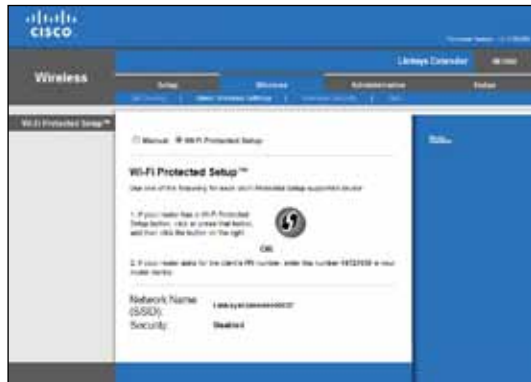 CISCO
Linksys Extender
Wireless
Setup
Wireless
Administration
Status
Basic Wireless Settings
Wi-Fi Protected Setup™
Manual
Wi-Fi Protected Setup
Wi-Fi Protected Setup™
Use one of the following for each Wi-Fi Protected Setup supported device
1. If your router has a Wi-Fi Protected
Setup button, click or press that button,
and then click the button on the right.
OR
2. If your router asks for the client's PIN number, enter this number in your
router device.
Network Name
(SSID):
Security:
Disabled